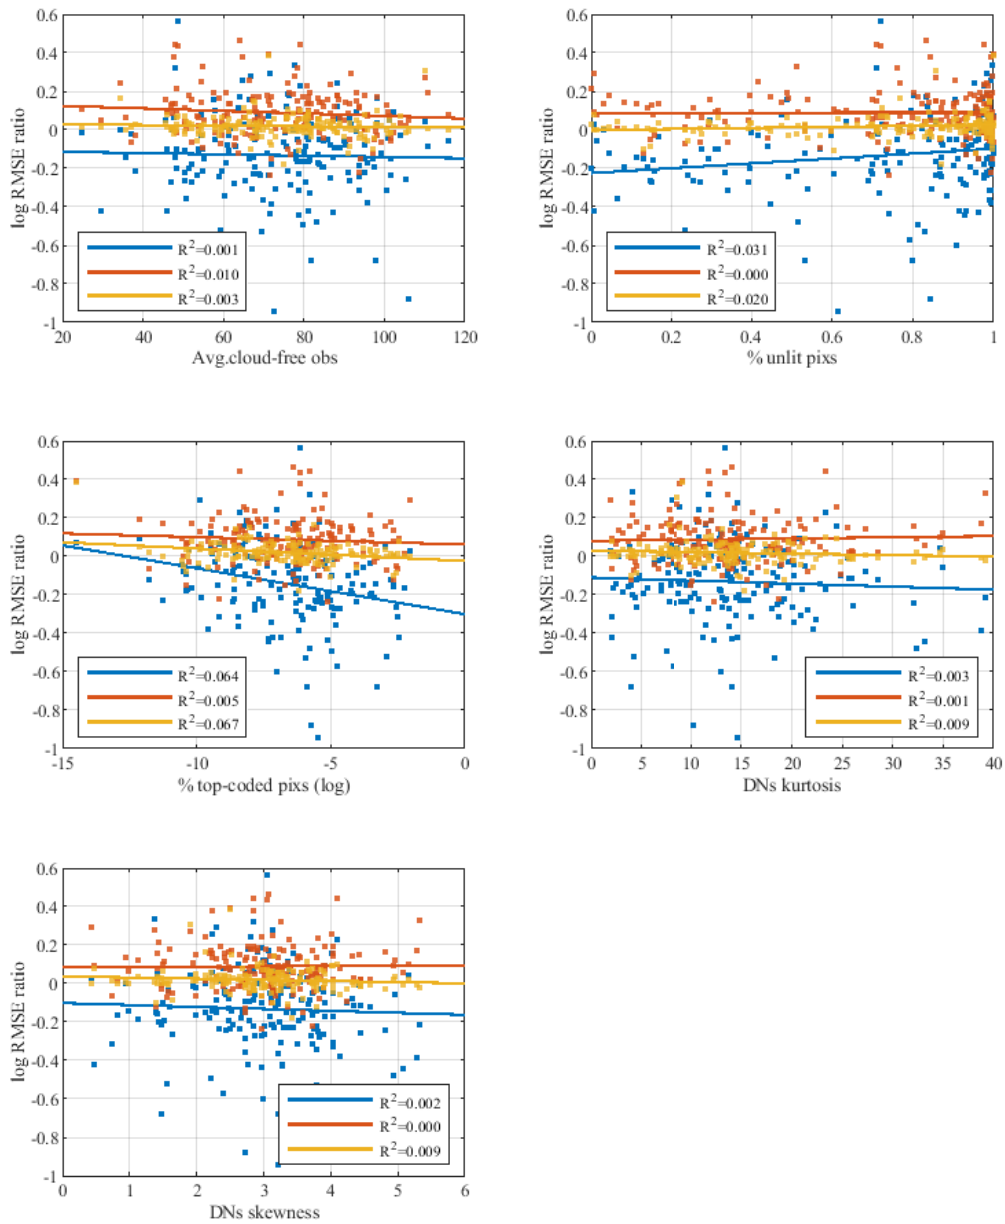 0.6
0.4
0.2
0
-0.2
-0.4
-0.6
-0.8
-1
log RMSE ratio
R²=0.001
R²=0.010
R²=0.003
20 40 60 80 100 120
Avg.cloud-free obs
0.6
0.4
0.2
0
-0.2
-0.4
-0.6
-0.8
-1
log RMSE ratio
R²=0.031
R²=0.000
R²=0.020
0 0.2 0.4 0.6 0.8 1
% unlit pixs
0.6
0.4
0.2
0
-0.2
-0.4
-0.6
-0.8
-1
log RMSE ratio
R²=0.064
R²=0.005
R²=0.067
-15 -10 -5 0
% top-coded pixs (log)
0.6
0.4
0.2
0
-0.2
-0.4
-0.6
-0.8
-1
log RMSE ratio
R²=0.003
R²=0.001
R²=0.009
0 5 10 15 20 25 30 35 40
DNs kurtosis
0.6
0.4
0.2
0
-0.2
-0.4
-0.6
-0.8
-1
log RMSE ratio
R²=0.002
R²=0.000
R²=0.009
0 1 2 3 4 5 6
DNs skewness